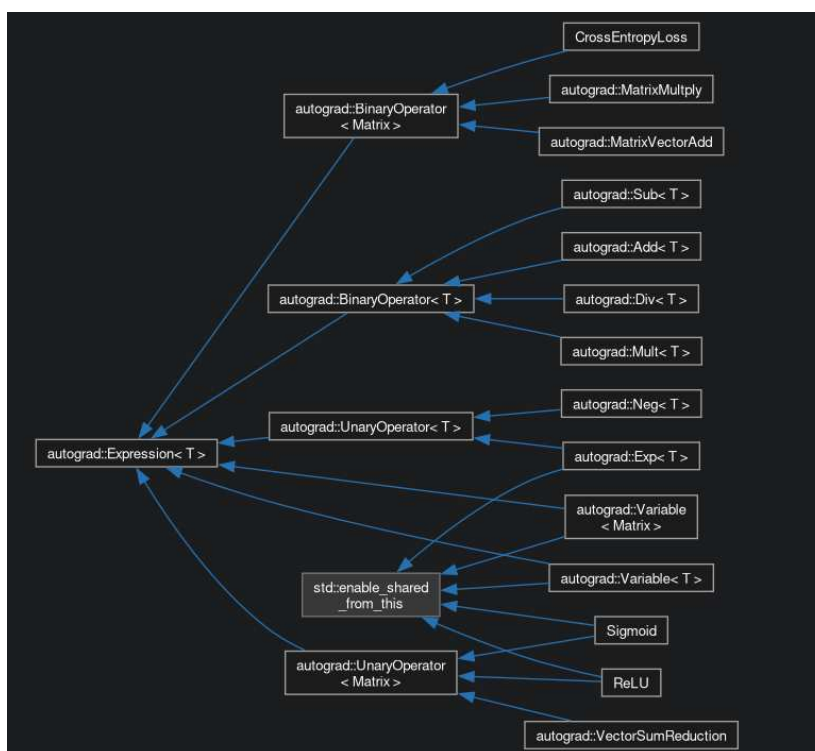 CrossEntropyLoss
autograd::BinaryOperator
< Matrix >
autograd::MatrixMultply
autograd::MatrixVectorAdd
autograd::Sub< T >
autograd::Add< T >
autograd::BinaryOperator< T >
autograd::Div< T >
autograd::Mult< T >
autograd::Neg< T >
autograd::UnaryOperator< T >
autograd::Expression< T >
autograd::Exp< T >
autograd::Variable
< Matrix >
autograd::Variable< T >
std::enable_shared
_from_this
Sigmoid
autograd::UnaryOperator
< Matrix >
ReLU
autograd::VectorSumReduction